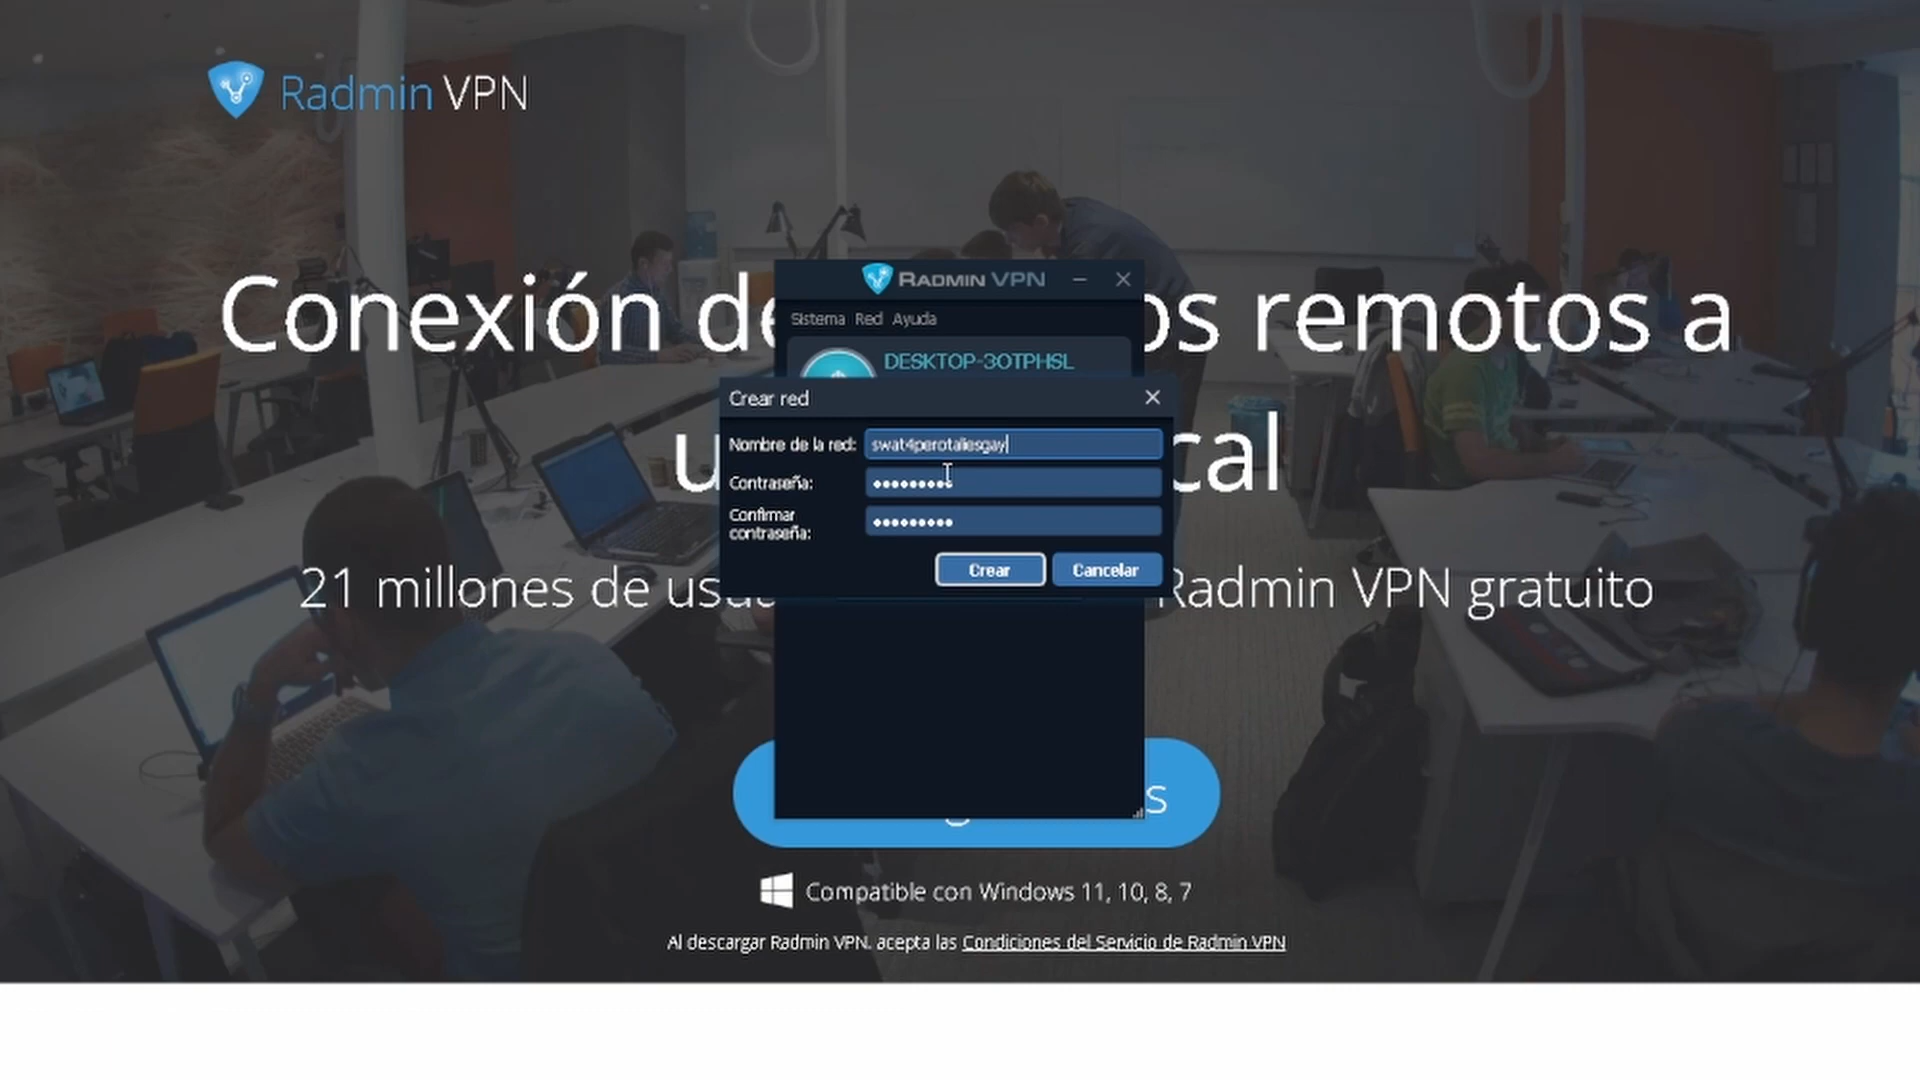 Radmin VPN
RADMIN VPN
Sistema Red Ayuda
Conexión de os remotos a
DESKTOP-3OTPHSL
Crear red
Nombre de la red: swat4perotaliesgay
u cal
Contraseña: •••••••••
Confirmar
contraseña: •••••••••
Crear Cancelar
21 millones de usua Radmin VPN gratuito
s
Compatible con Windows 11, 10, 8, 7
Al descargar Radmin VPN. acepta las Condiciones del Servicio de Radmin VPN